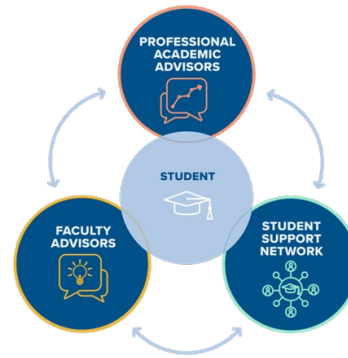 PROFESSIONAL
ACADEMIC
ADVISORS
STUDENT
FACULTY
ADVISORS
STUDENT
SUPPORT
NETWORK